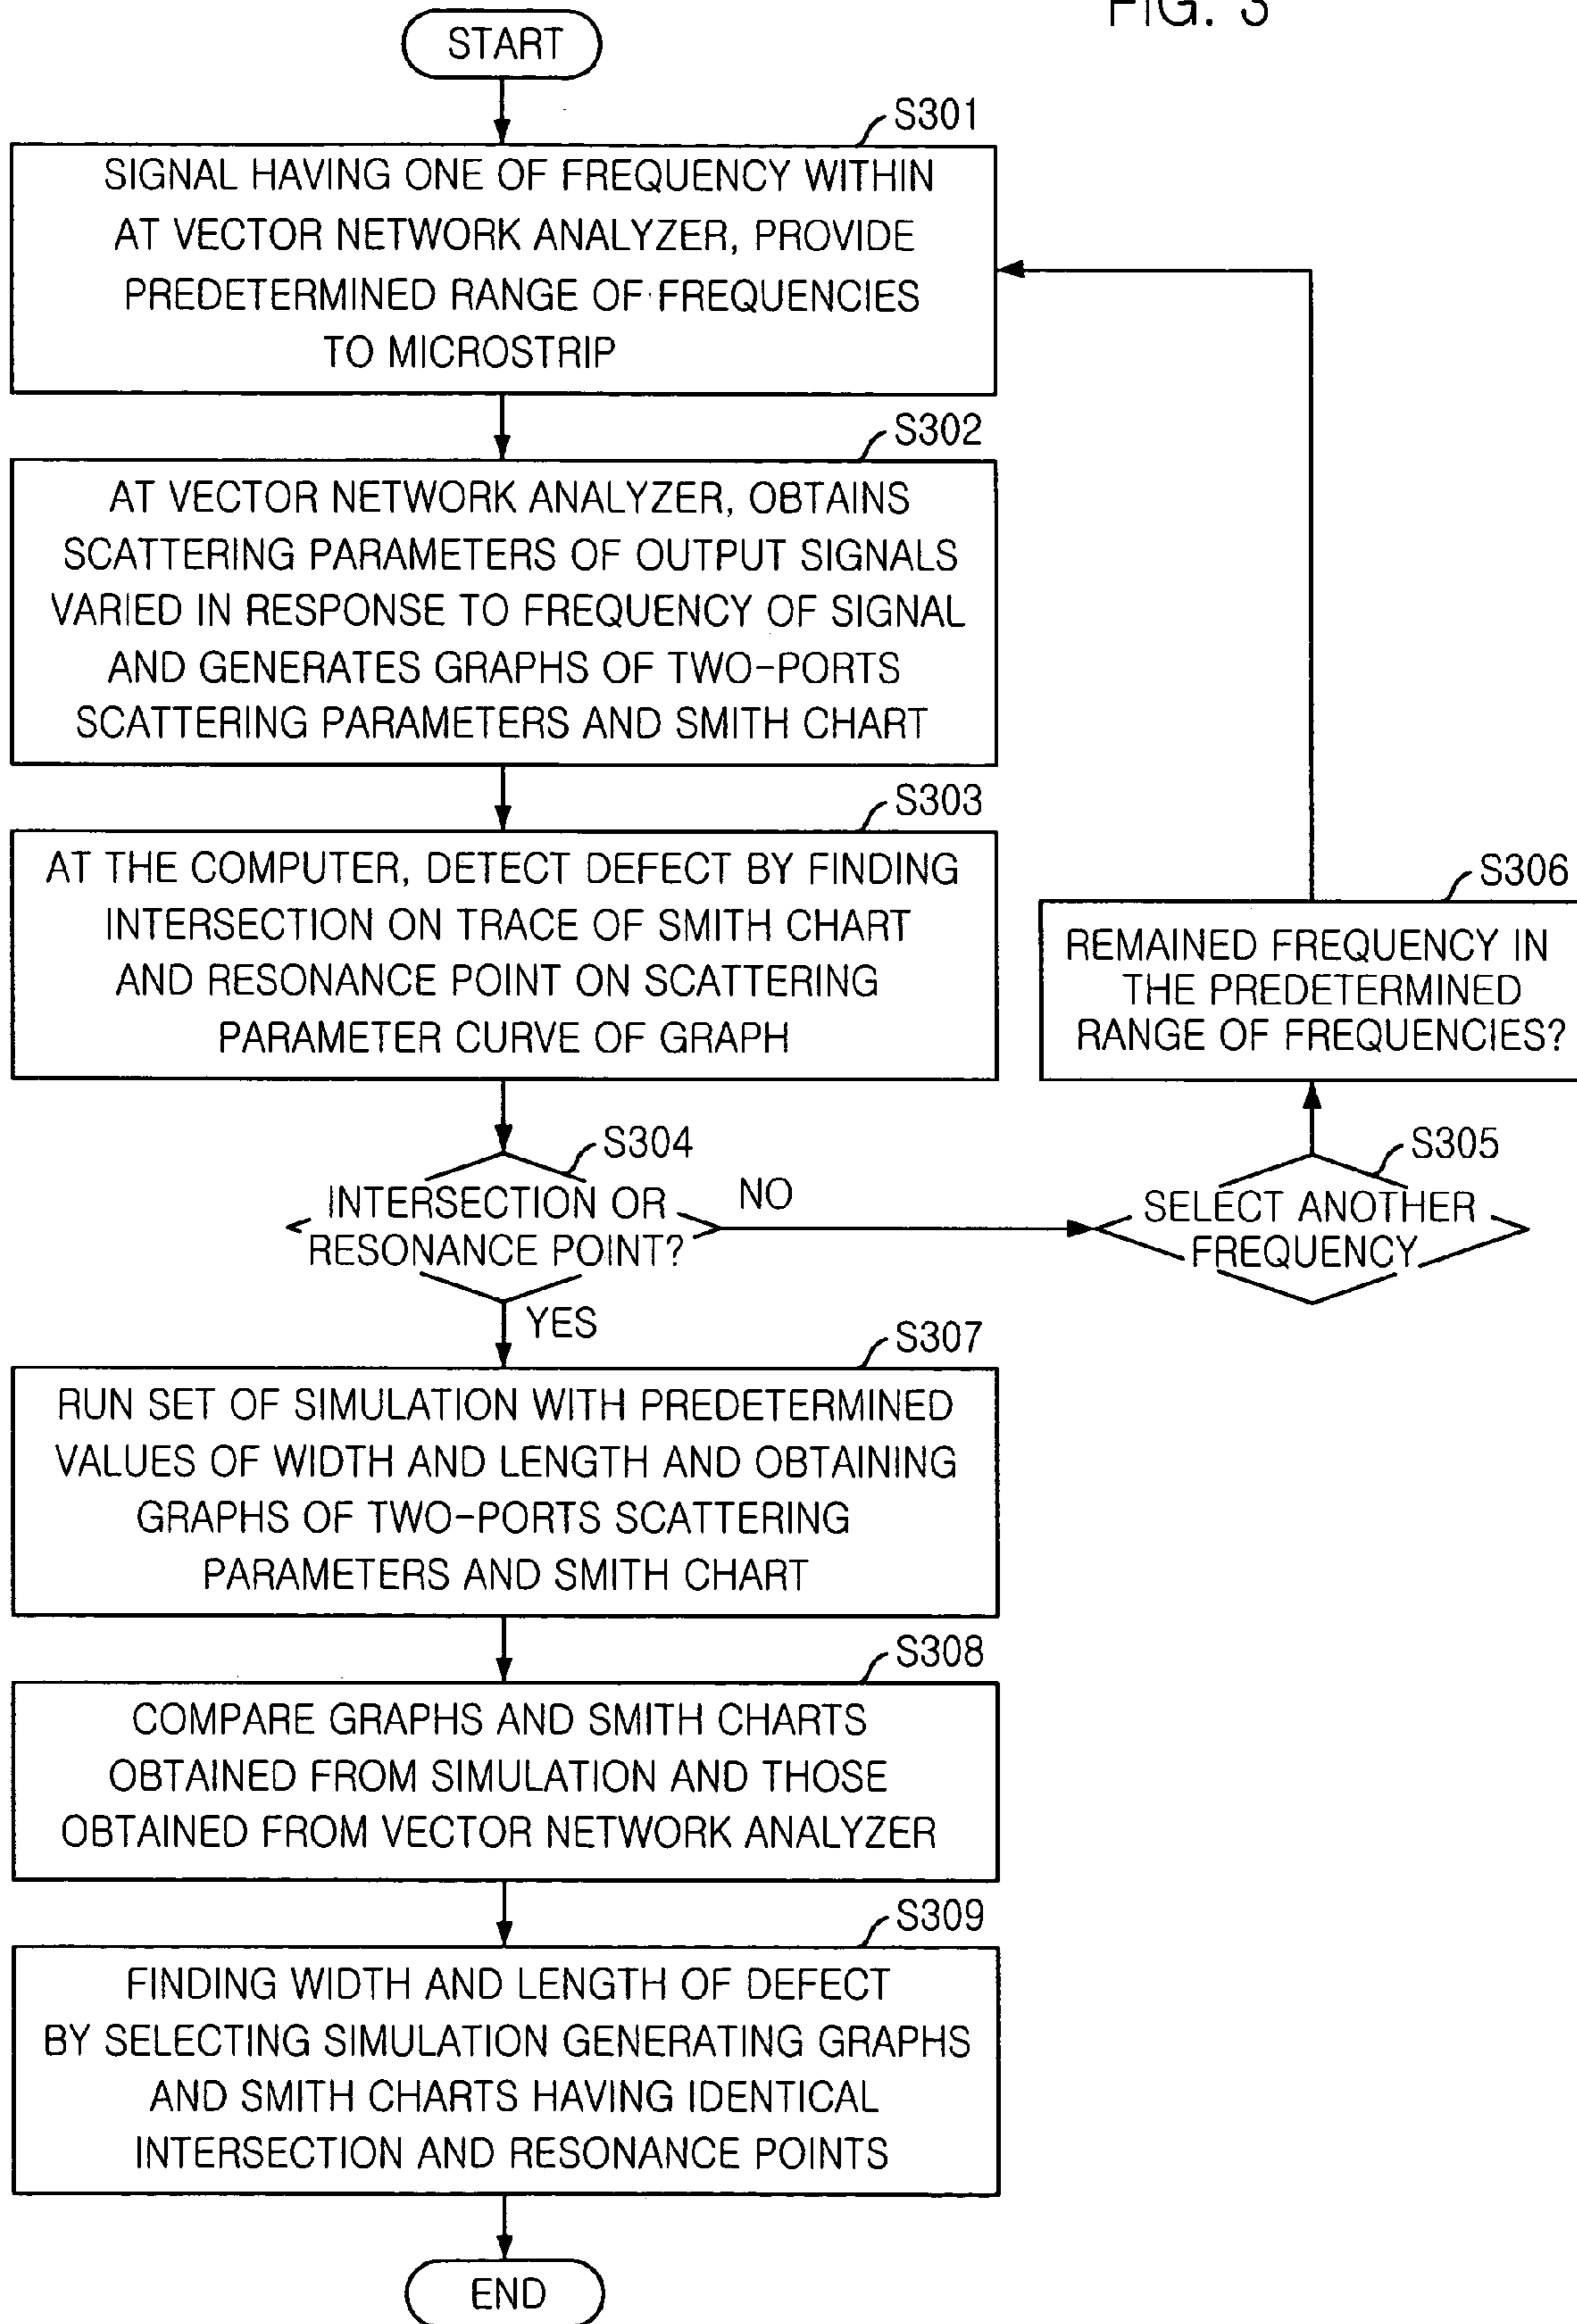 FIG. 3
START
S301
SIGNAL HAVING ONE OF FREQUENCY WITHIN
AT VECTOR NETWORK ANALYZER, PROVIDE
PREDETERMINED RANGE OF FREQUENCIES
TO MICROSTRIP
S302
AT VECTOR NETWORK ANALYZER, OBTAINS
SCATTERING PARAMETERS OF OUTPUT SIGNALS
VARIED IN RESPONSE TO FREQUENCY OF SIGNAL
AND GENERATES GRAPHS OF TWO-PORTS
SCATTERING PARAMETERS AND SMITH CHART
S303
AT THE COMPUTER, DETECT DEFECT BY FINDING
INTERSECTION ON TRACE OF SMITH CHART
AND RESONANCE POINT ON SCATTERING
PARAMETER CURVE OF GRAPH
S306
REMAINED FREQUENCY IN
THE PREDETERMINED
RANGE OF FREQUENCIES?
S304
INTERSECTION OR
RESONANCE POINT?
NO
S305
SELECT ANOTHER
FREQUENCY
YES
S307
RUN SET OF SIMULATION WITH PREDETERMINED
VALUES OF WIDTH AND LENGTH AND OBTAINING
GRAPHS OF TWO-PORTS SCATTERING
PARAMETERS AND SMITH CHART
S308
COMPARE GRAPHS AND SMITH CHARTS
OBTAINED FROM SIMULATION AND THOSE
OBTAINED FROM VECTOR NETWORK ANALYZER
S309
FINDING WIDTH AND LENGTH OF DEFECT
BY SELECTING SIMULATION GENERATING GRAPHS
AND SMITH CHARTS HAVING IDENTICAL
INTERSECTION AND RESONANCE POINTS
END